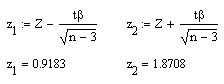 z₁ := Z − tβ/√(n − 3)    z₂ := Z + tβ/√(n − 3)
z₁ = 0.9183    z₂ = 1.8708